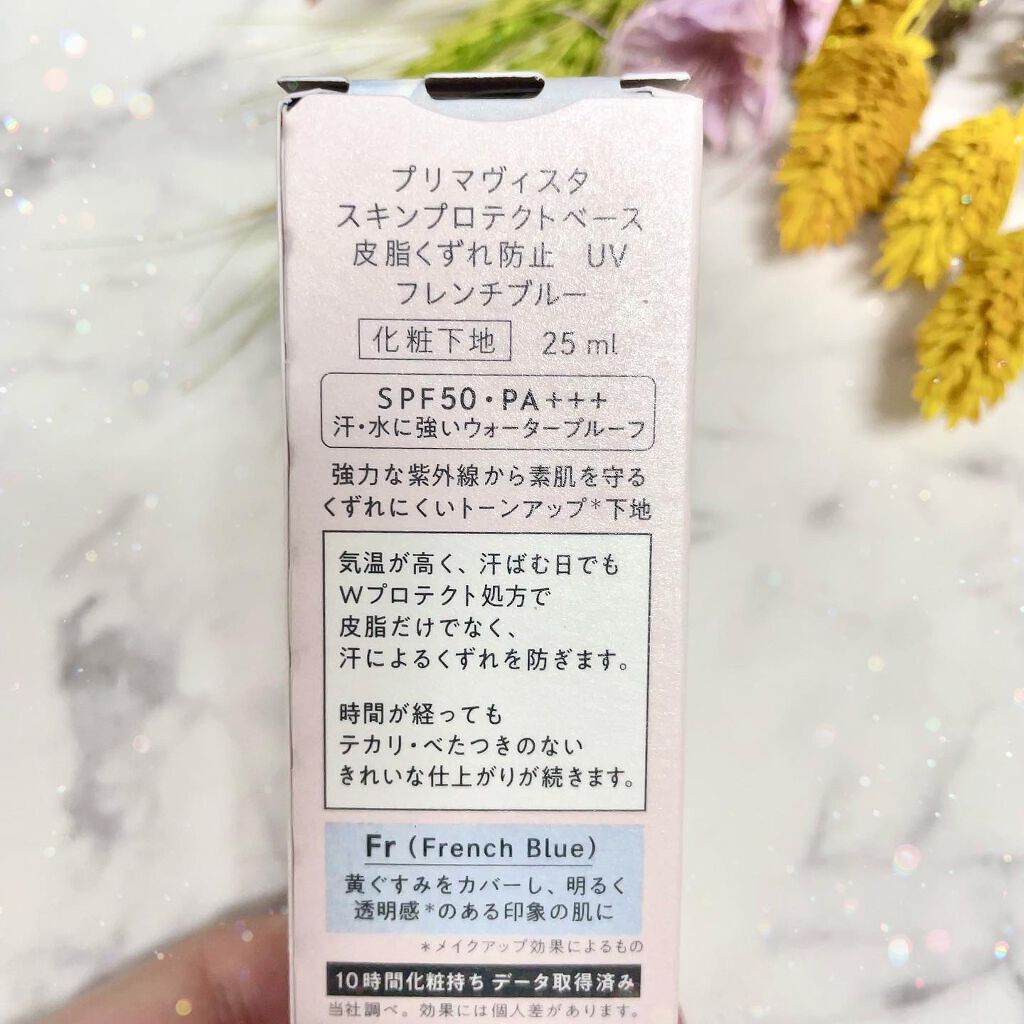 プリマヴィスタ
スキンプロテクトベース
皮脂くずれ防止 UV
フレンチブルー
化粧下地 25 ml
SPF50・PA+++
汗・水に強いウォータープルーフ
強力な紫外線から素肌を守る
くずれにくいトーンアップ*下地
気温が高く、汗ばむ日でも
Wプロテクト処方で
皮脂だけでなく、
汗によるくずれを防ぎます。
時間が経っても
テカリ・べたつきのない
きれいな仕上がりが続きます。
Fr (French Blue)
黄ぐすみをカバーし、明るく
透明感*のある印象の肌に
*メイクアップ効果によるもの
10時間化粧持ち データ取得済み
当社調べ。効果には個人差があります。